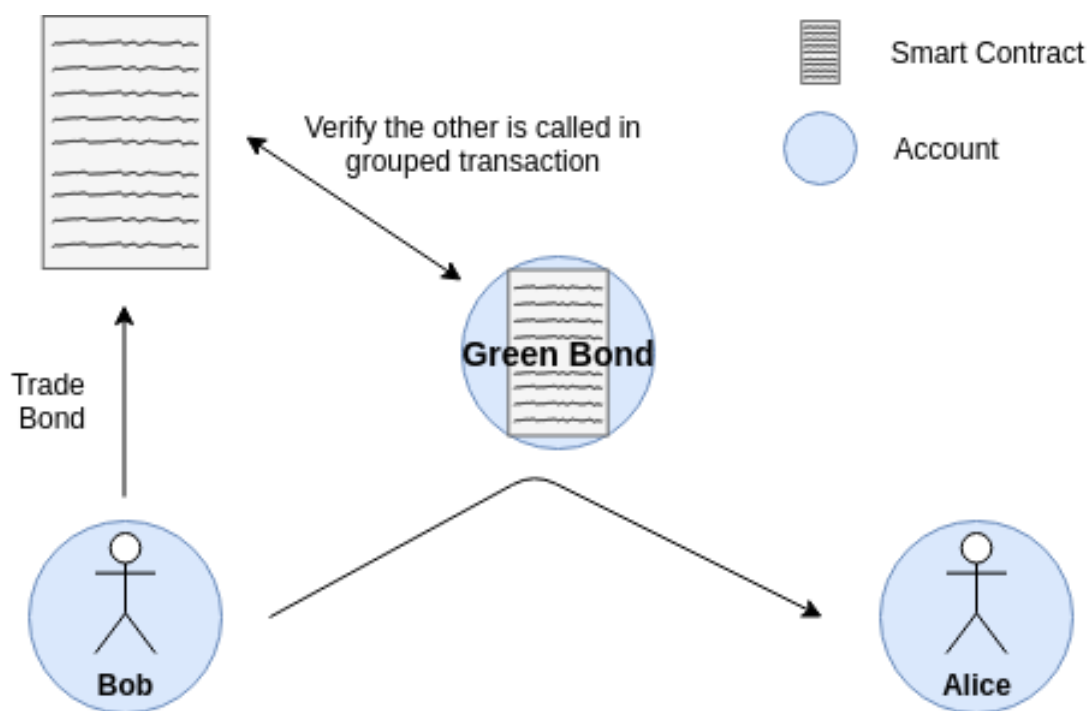 Smart Contract
Verify the other is called in
grouped transaction
Account
Green Bond
Trade
Bond
Bob
Alice